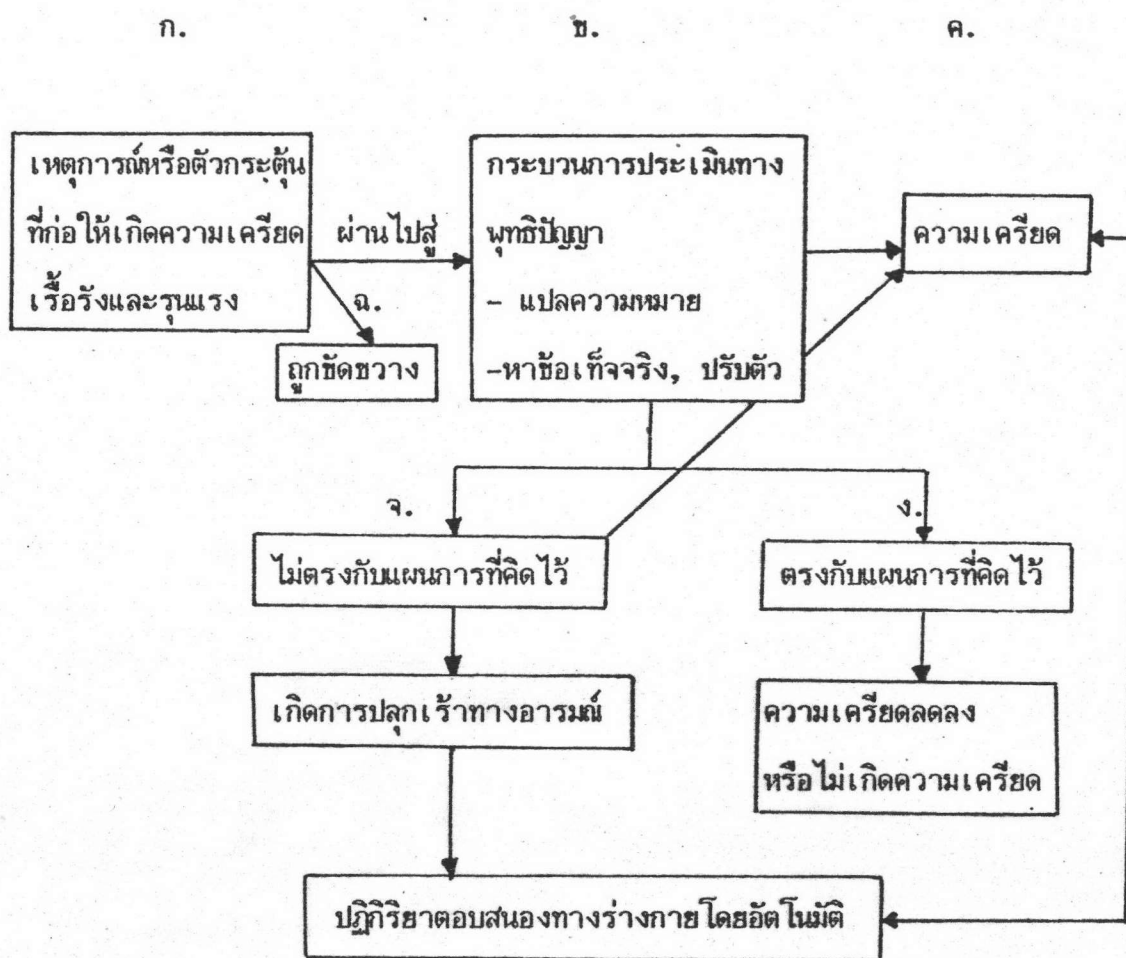 ก. ข. ค.
เหตุการณ์หรือตัวกระตุ้น
ที่ก่อให้เกิดความเครียด
เรื้อรังและรุนแรง
ผ่านไปสู่
ฉ.
ถูกขัดขวาง
กระบวนการประเมินทาง
พุทธิปัญญา
- แปลความหมาย
-หาข้อเท็จจริง, ปรับตัว
ความเครียด
จ.
ไม่ตรงกับแผนการที่คิดไว้
ง.
ตรงกับแผนการที่คิดไว้
เกิดการปลุกเร้าทางอารมณ์
ความเครียดลดลง
หรือไม่เกิดความเครียด
ปฏิกิริยาตอบสนองทางร่างกายโดยอัตโนมัติ